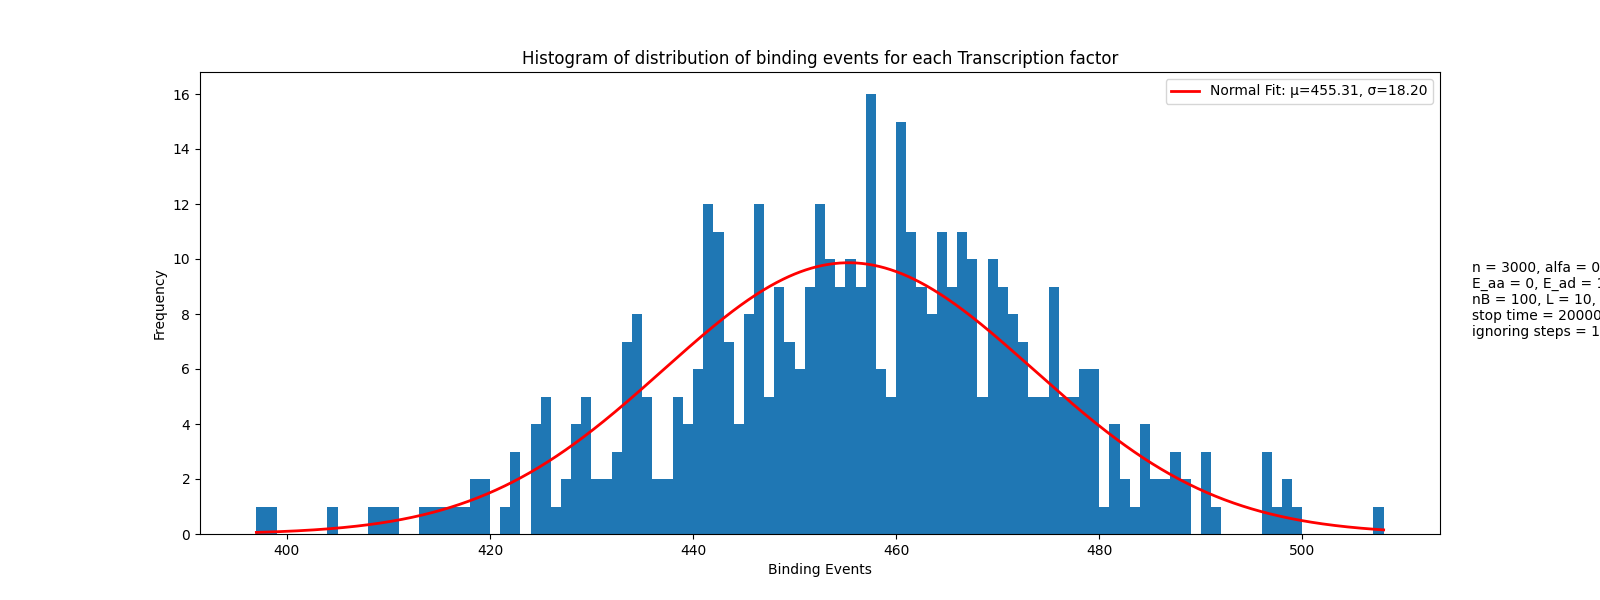 Histogram of distribution of binding events for each Transcription factor
16
14
12
10
8
6
4
2
0
Frequency
Normal Fit: μ=455.31, σ=18.20
400
420
440
460
480
500
Binding Events
n = 3000, alfa = 0
E_aa = 0, E_ad =
nB = 100, L = 10,
stop time = 20000
ignoring steps = 1